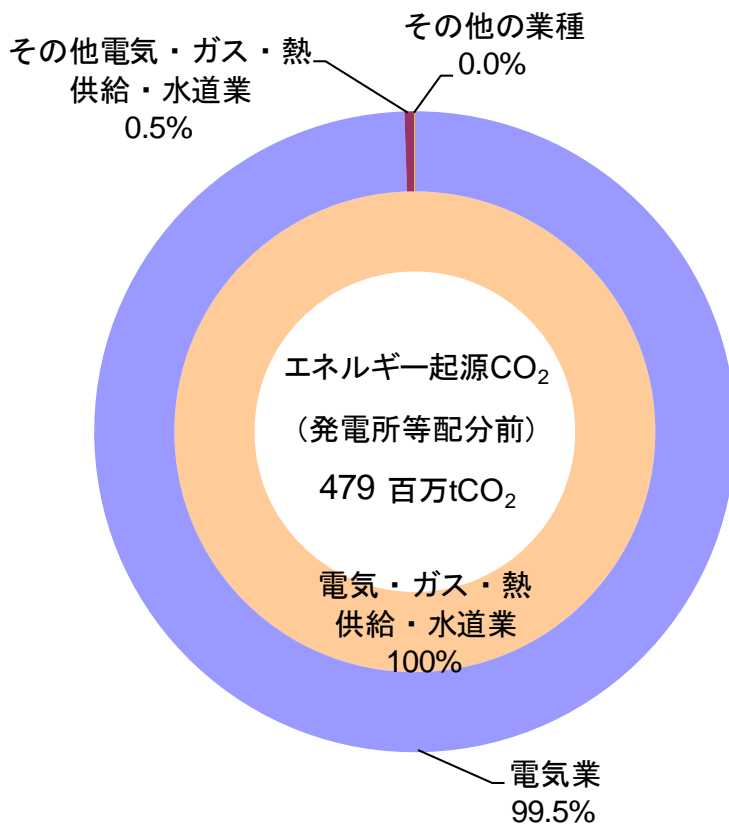 その他の業種
0.0%
その他電気・ガス・熱
供給・水道業
0.5%
エネルギー起源CO₂
（発電所等配分前）
479 百万tCO₂
電気・ガス・熱
供給・水道業
100%
電気業
99.5%